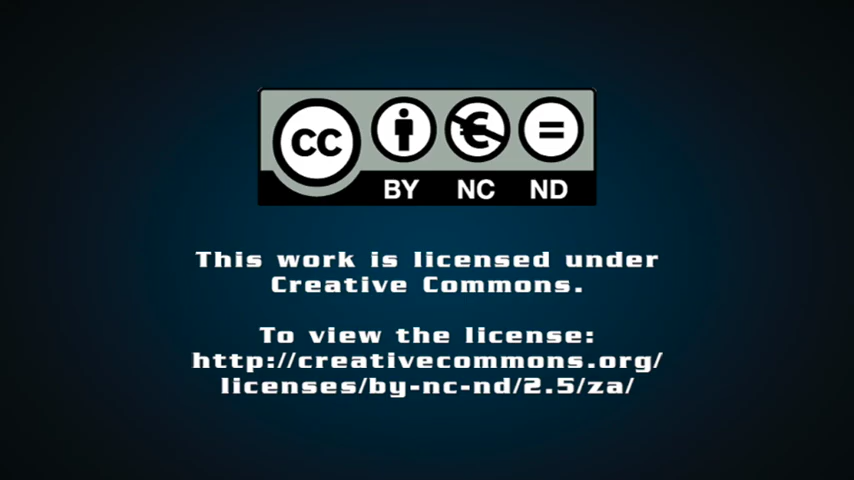 CC
BY NC ND
This work is licensed under
Creative Commons.
To view the license:
http://creativecommons.org/
licenses/by-nc-nd/2.5/za/